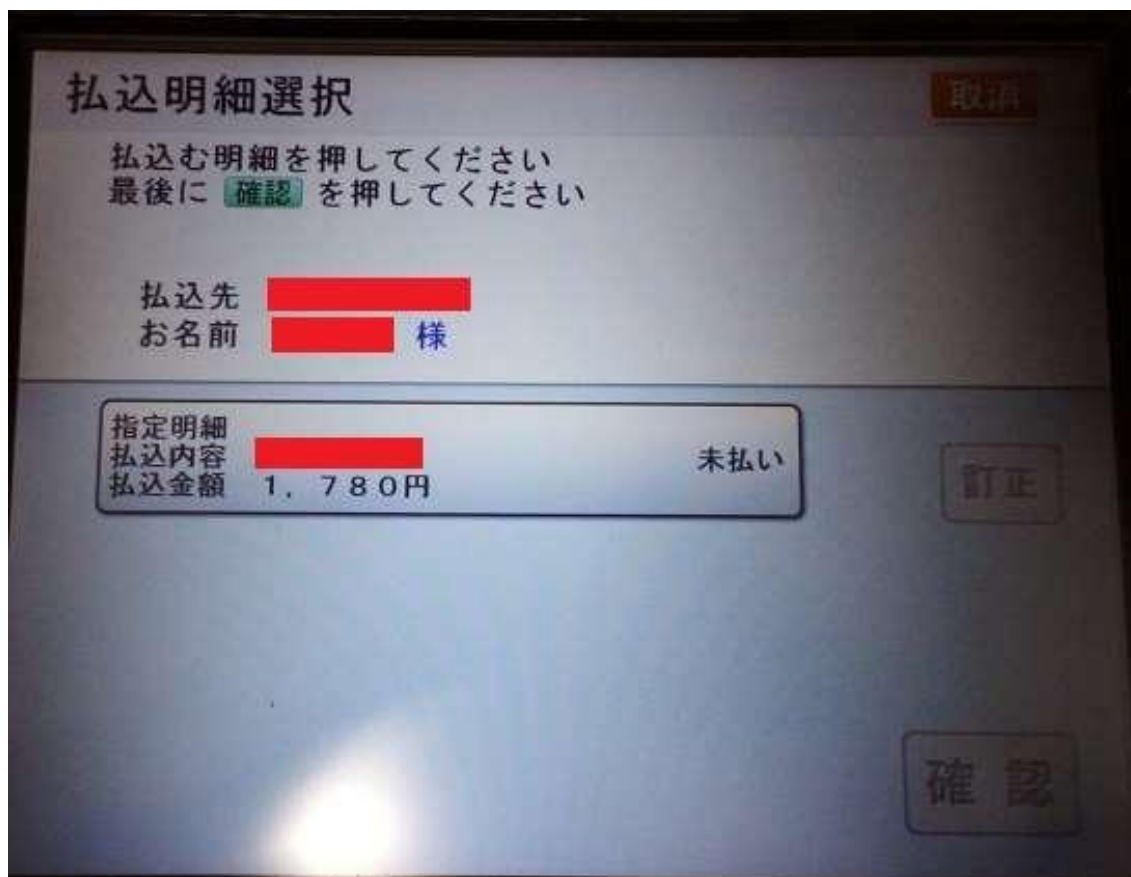 払込明細選択
取消
払込む明細を押してください
最後に 確認 を押してください
払込先
お名前 様
指定明細
払込内容
未払い
払込金額 1,780円
訂正
確認